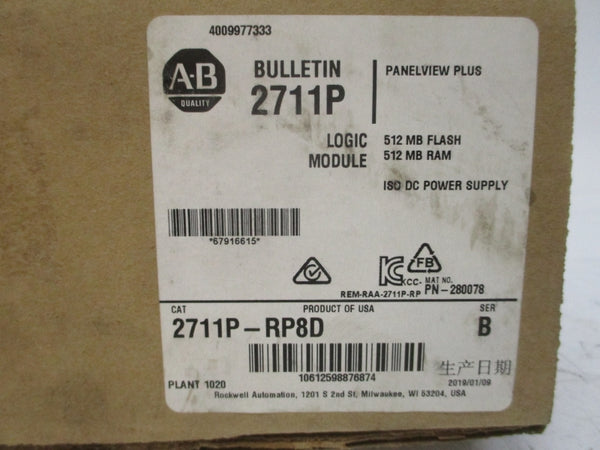 4009977333
A-B
QUALITY
BULLETIN
2711P
PANELVIEW PLUS
LOGIC
MODULE
512 MB FLASH
512 MB RAM
ISO DC POWER SUPPLY
*67916615*
KCC-
REM-RAA-2711P-RP
FB
MAT NO.
PN-280078
CAT
PRODUCT OF USA
SER
2711P-RP8D
B
10612598876874
生产日期
PLANT 1020
2019/01/09
Rockwell Automation, 1201 S 2nd St, Milwaukee, WI 53204, USA